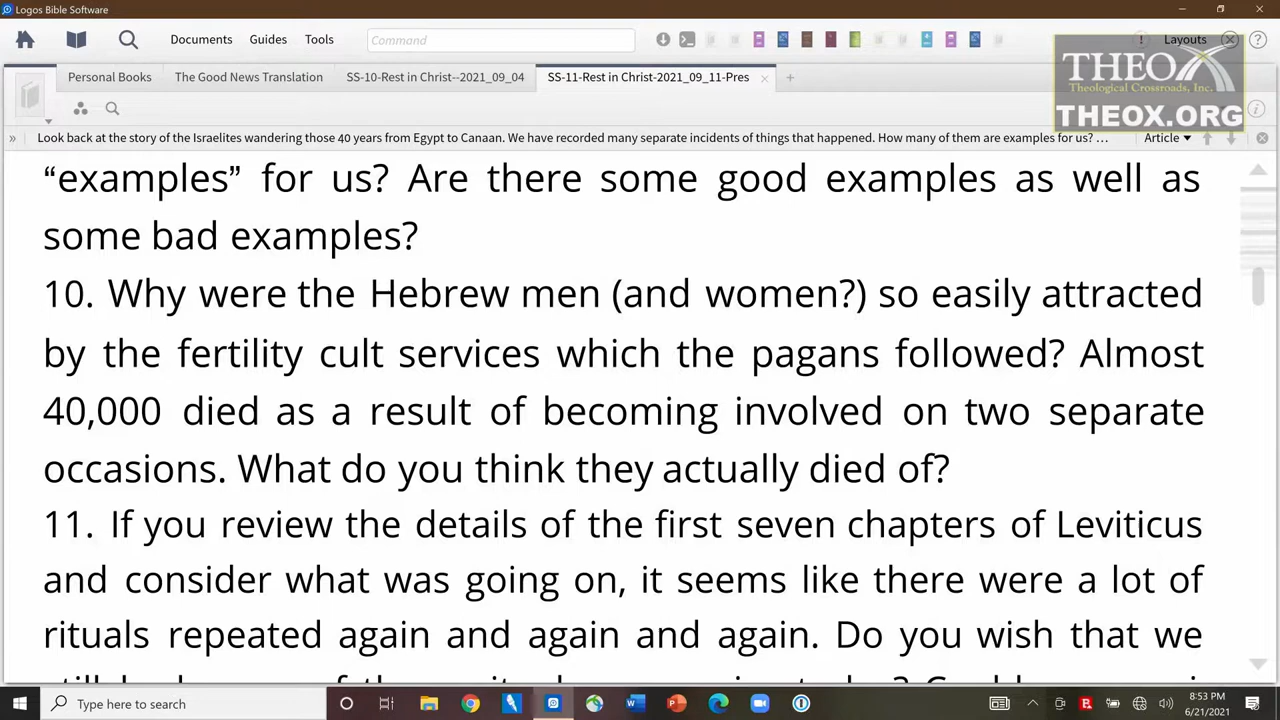 Logos Bible Software
Documents Guides Tools Command Layouts
THEOX
Theological Crossroads, Inc.
THEOX.ORG
Personal Books The Good News Translation SS-10-Rest in Christ--2021_09_04 SS-11-Rest in Christ-2021_09_11-Pres
Look back at the story of the Israelites wandering those 40 years from Egypt to Canaan. We have recorded many separate incidents of things that happened. How many of them are examples for us? ... Article
“examples” for us? Are there some good examples as well as
some bad examples?
10. Why were the Hebrew men (and women?) so easily attracted
by the fertility cult services which the pagans followed? Almost
40,000 died as a result of becoming involved on two separate
occasions. What do you think they actually died of?
11. If you review the details of the first seven chapters of Leviticus
and consider what was going on, it seems like there were a lot of
rituals repeated again and again and again. Do you wish that we
Type here to search
8:53 PM
6/21/2021